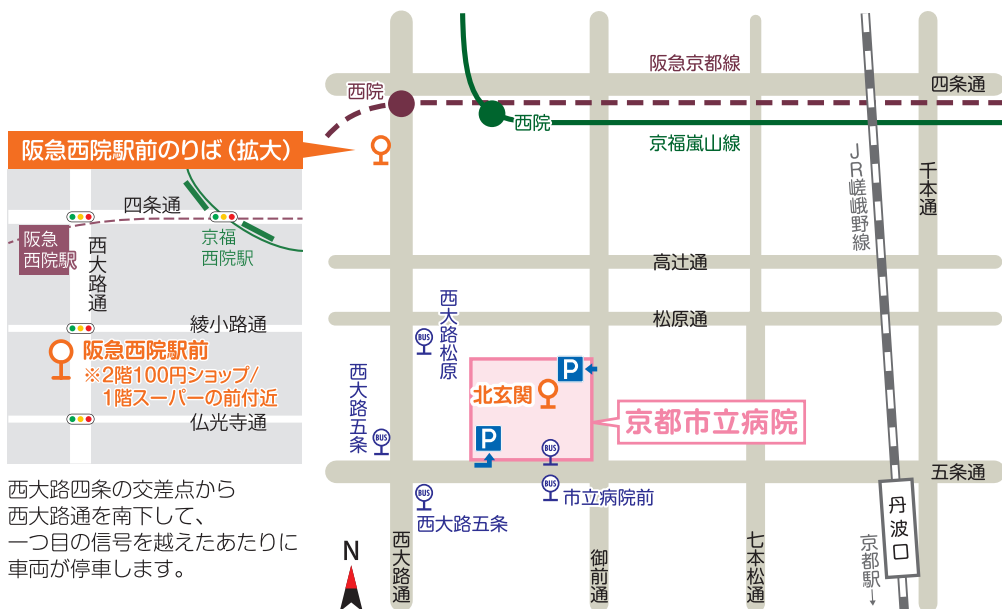 阪急京都線
四条通
西院
西院
京福嵐山線
阪急西院駅前のりば（拡大）
四条通
阪急
西院駅
京福
西院駅
西大路通
綾小路通
阪急西院駅前
※2階100円ショップ/
1階スーパーの前付近
仏光寺通
西大路四条の交差点から
西大路通を南下して、
一つ目の信号を越えたあたりに
車両が停車します。
JR嵯峨野線
千本通
高辻通
松原通
BUS
西大路松原
西大路五条
BUS
P
北玄関
京都市立病院
P
BUS
五条通
BUS
西大路五条
BUS
市立病院前
丹波口
京都駅→
N
西大路通
御前通
七本松通